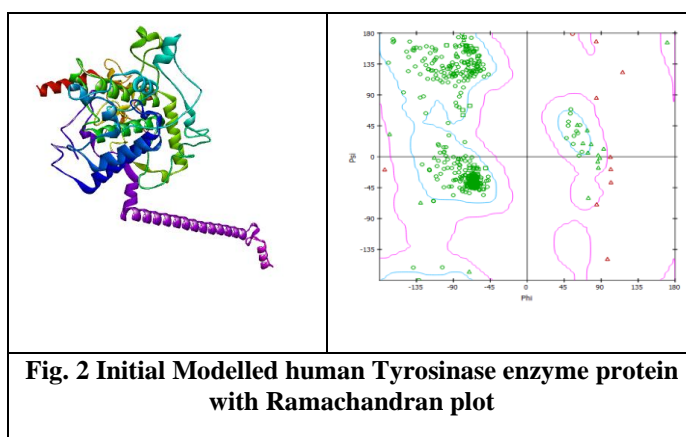 180
135
90
45
0
-45
-90
-135
Psi
-135 -90 -45 0 45 90 135 180
Phi
Fig. 2 Initial Modelled human Tyrosinase enzyme protein
with Ramachandran plot